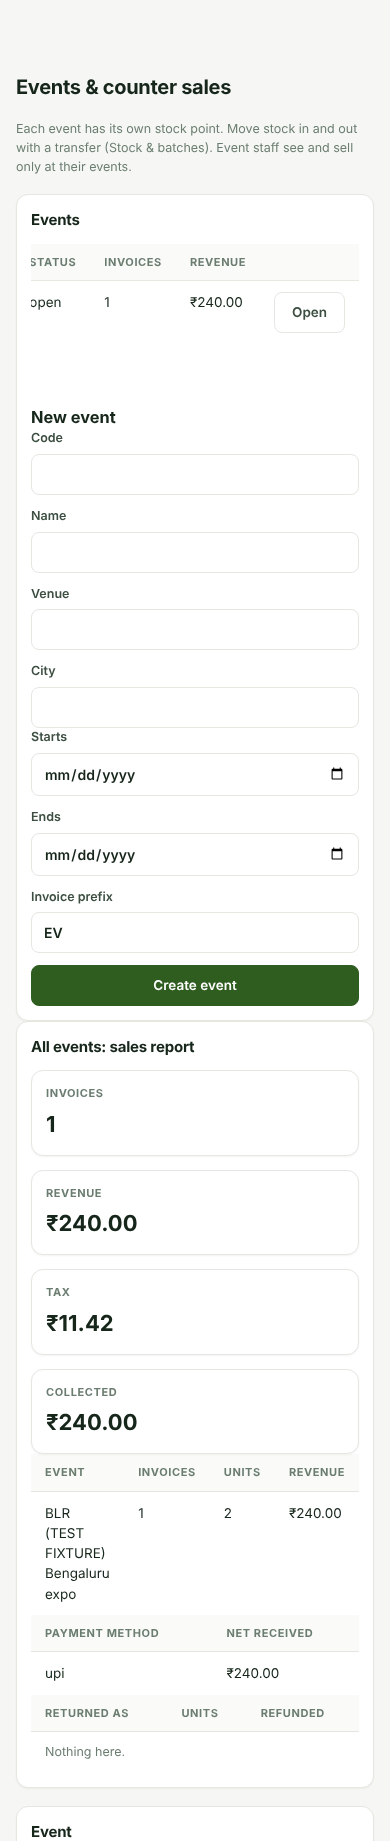 Events & counter sales
Each event has its own stock point. Move stock in and out
with a transfer (Stock & batches). Event staff see and sell
only at their events.
Events
STATUS INVOICES REVENUE
open 1 ₹240.00 Open
New event
Code
Name
Venue
City
Starts
mm/dd/yyyy
Ends
mm/dd/yyyy
Invoice prefix
EV
Create event
All events: sales report
INVOICES
1
REVENUE
₹240.00
TAX
₹11.42
COLLECTED
₹240.00
EVENT INVOICES UNITS REVENUE
BLR 1 2 ₹240.00
(TEST
FIXTURE)
Bengaluru
expo
PAYMENT METHOD NET RECEIVED
upi ₹240.00
RETURNED AS UNITS REFUNDED
Nothing here.
Event